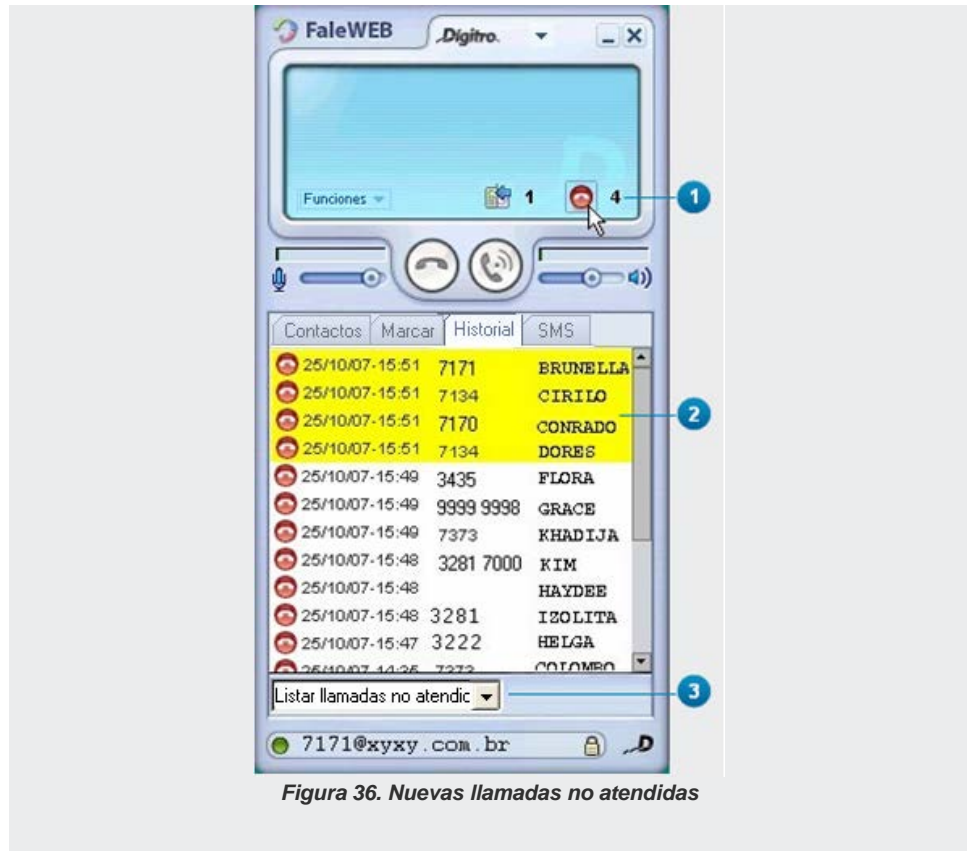 FaleWEB Dígitro.
Funciones 1 4 1
Contactos Marcar Historial SMS
25/10/07-15:51 7171 BRUNELLA
25/10/07-15:51 7134 CIRILO
25/10/07-15:51 7170 CONRADO 2
25/10/07-15:51 7134 DORES
25/10/07-15:49 3435 FLORA
25/10/07-15:49 9999 9998 GRACE
25/10/07-15:49 7373 KHADIJA
25/10/07-15:48 3281 7000 KIM
25/10/07-15:48 HAYDEE
25/10/07-15:48 3281 IZOLITA
25/10/07-15:47 3222 HELGA
COLOMBO
Listar llamadas no atendic 3
7171@xyxy.com.br
Figura 36. Nuevas llamadas no atendidas